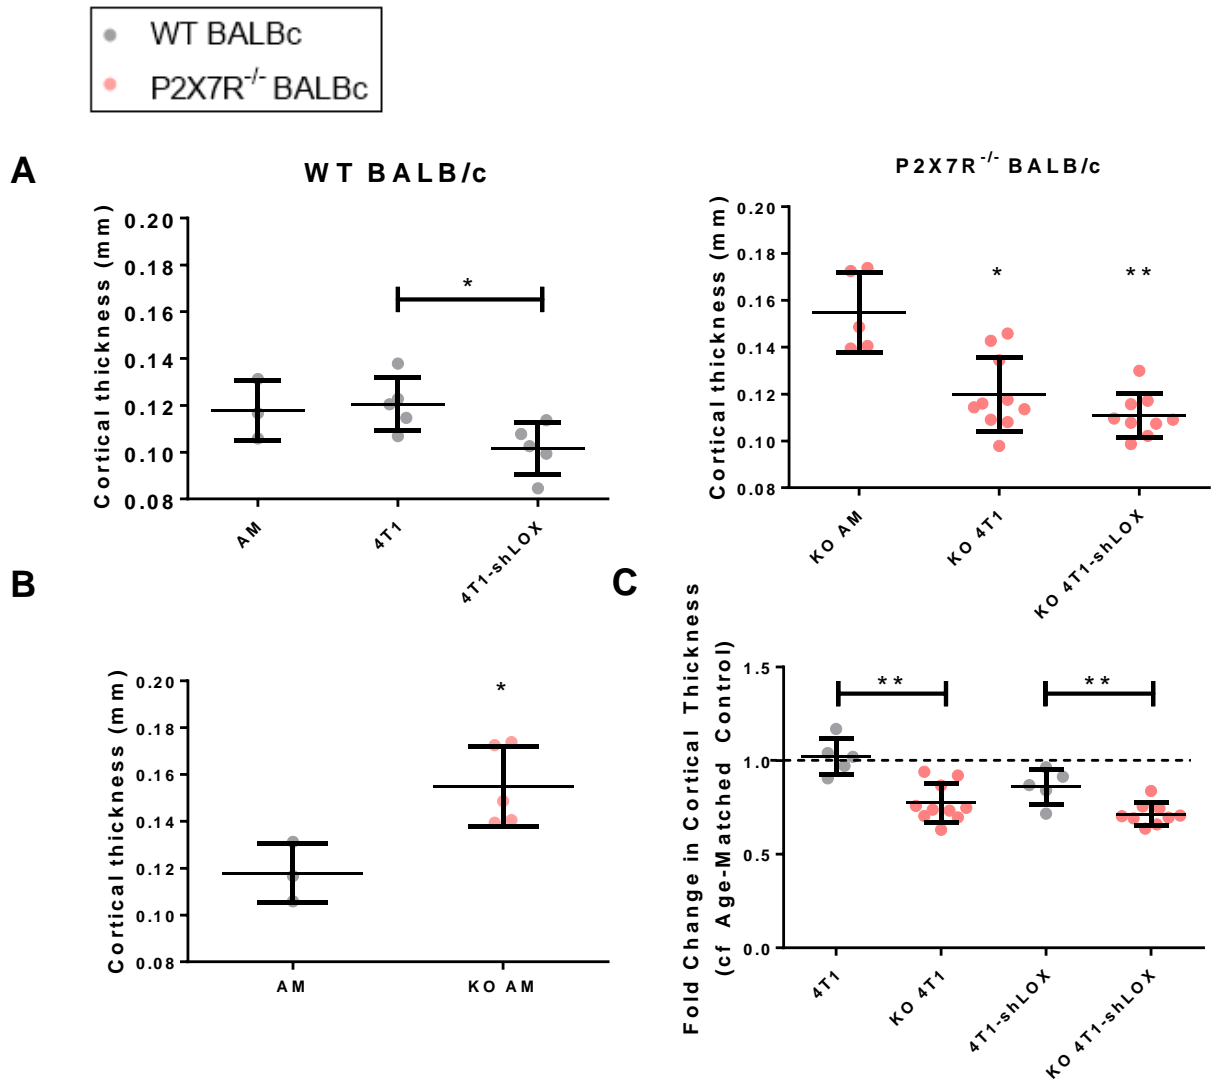 WT BALBc
P2X7R-/- BALBc
A
WT BALB/c
Cortical thickness (mm)
0.20
0.18
0.16
0.14
0.12
0.10
0.08
*
AM
4T1
4T1-shLOX
P2X7R-/- BALB/c
Cortical thickness (mm)
0.20
0.18
0.16
0.14
0.12
0.10
0.08
*
**
KO AM
KO 4T1
KO 4T1-shLOX
B
Cortical thickness (mm)
0.20
0.18
0.16
0.14
0.12
0.10
0.08
*
AM
KO AM
C
Fold Change in Cortical Thickness
(cf Age-Matched Control)
1.5
1.0
0.5
0.0
**
**
4T1
KO 4T1
4T1-shLOX
KO 4T1-shLOX